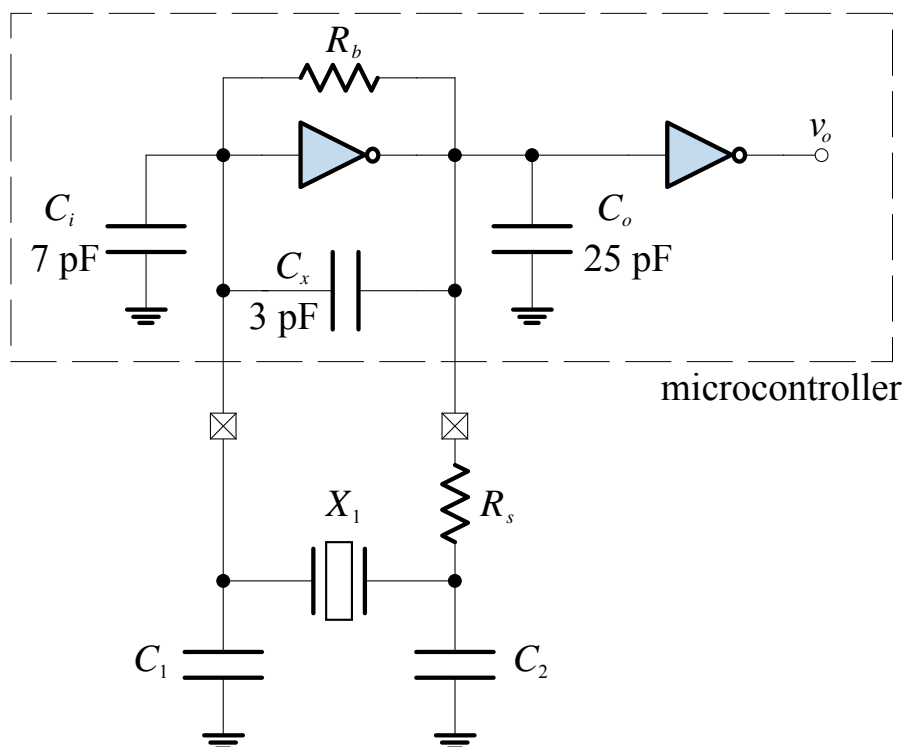 R_b
v_o
C_i
7 pF
C_o
25 pF
C_x
3 pF
microcontroller
X_1
R_s
C_1
C_2